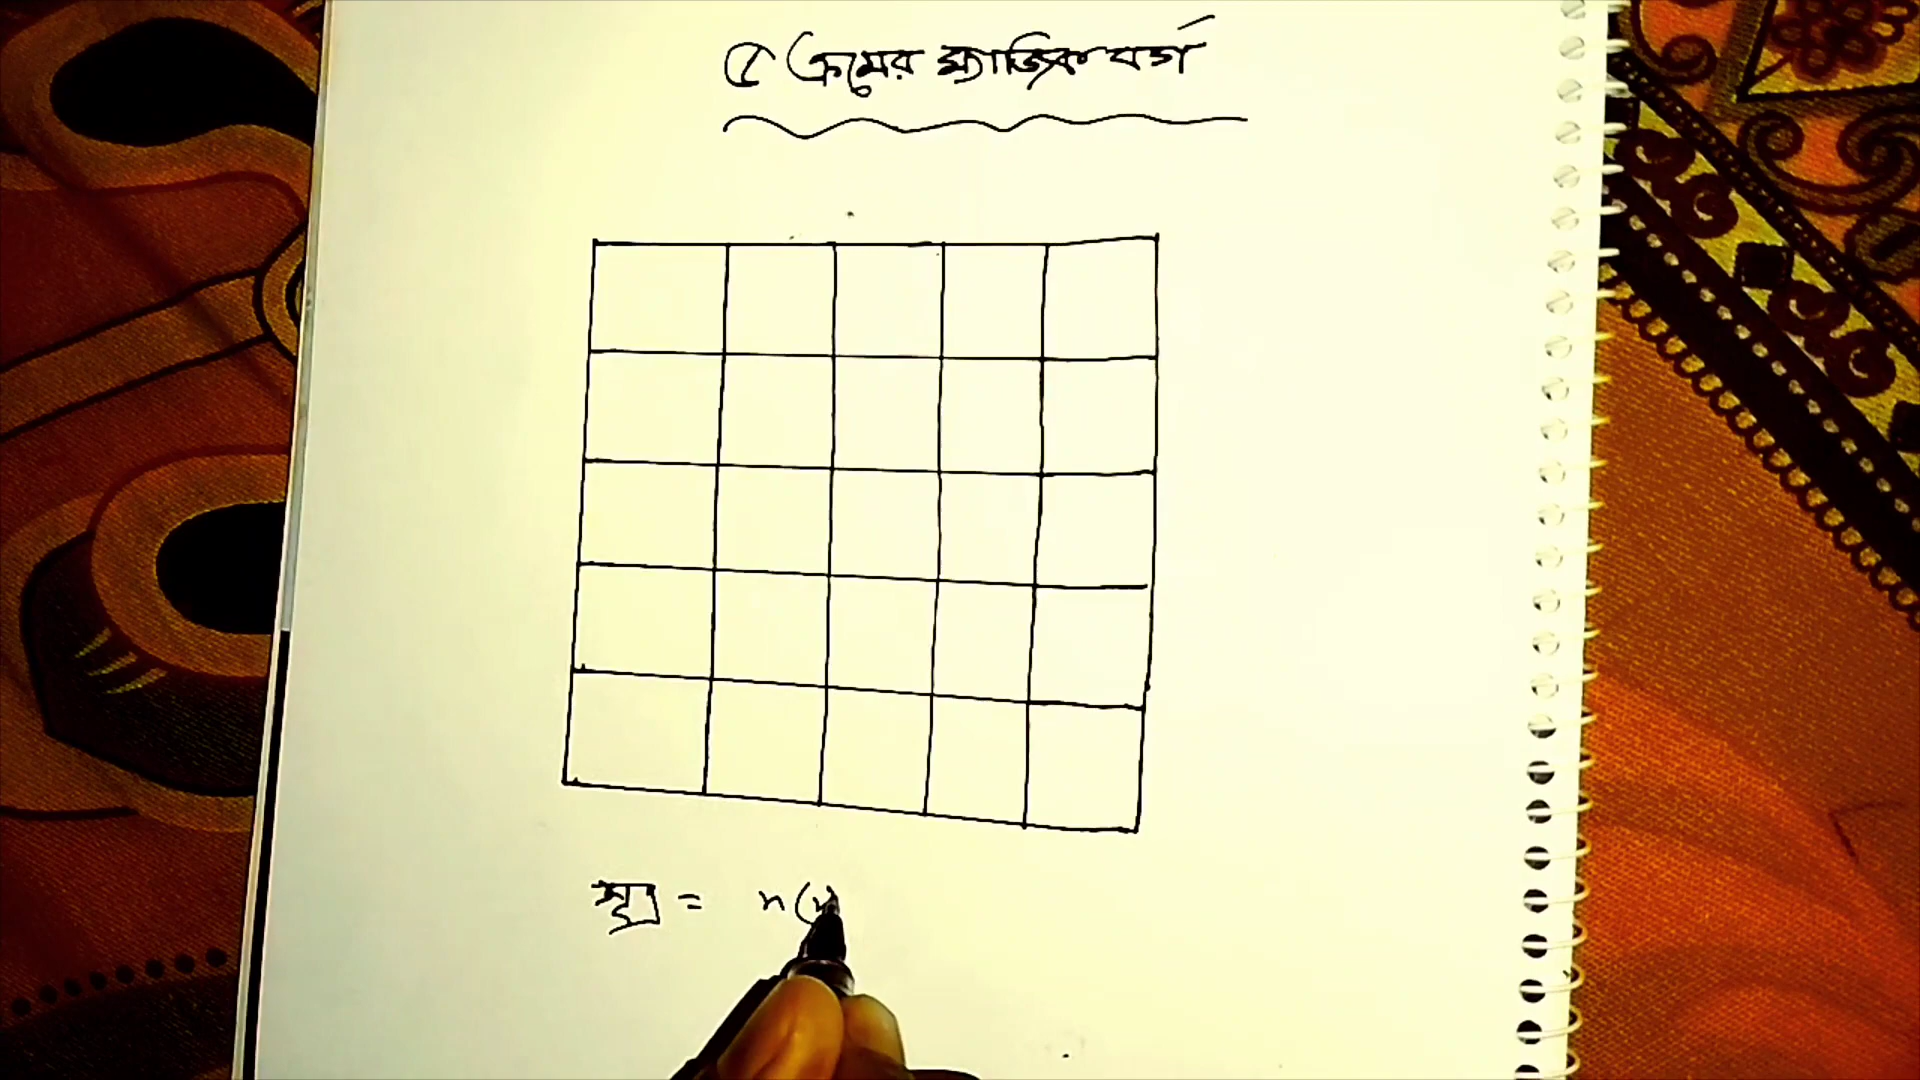 ৫ ক্রমের ম্যাজিক বর্গ
সূত্র = n(n